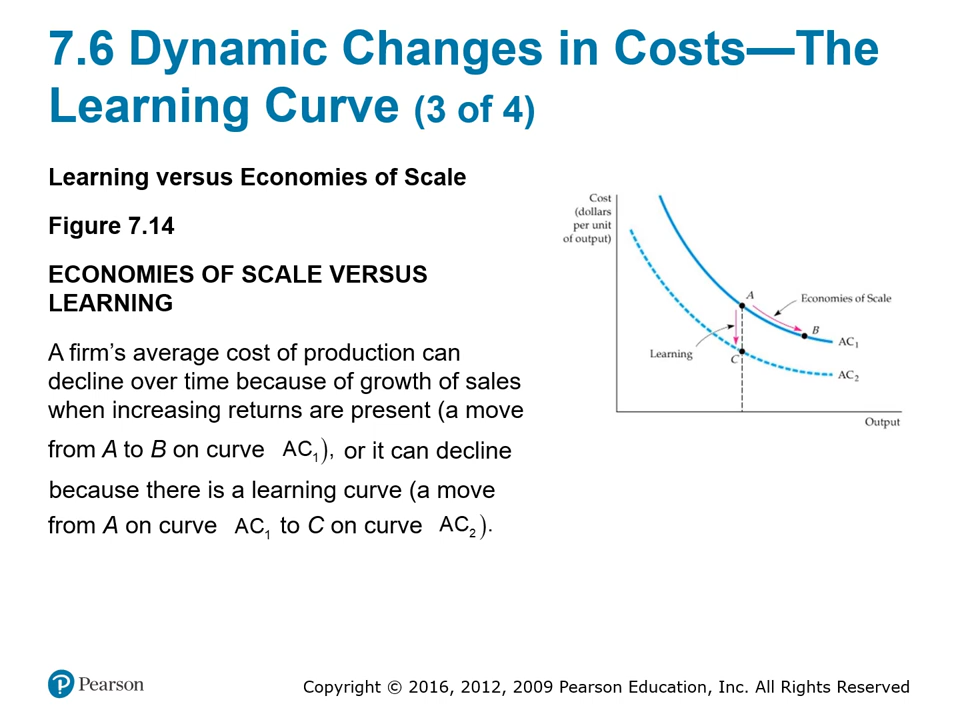 7.6 Dynamic Changes in Costs—The
Learning Curve (3 of 4)
Learning versus Economies of Scale
Figure 7.14
ECONOMIES OF SCALE VERSUS
LEARNING
A firm's average cost of production can
decline over time because of growth of sales
when increasing returns are present (a move
from A to B on curve AC₁), or it can decline
because there is a learning curve (a move
from A on curve AC₁ to C on curve AC₂).
Cost
(dollars
per unit
of output)
A
Economies of Scale
B
AC₁
Learning
C
AC₂
Output
Pearson
Copyright © 2016, 2012, 2009 Pearson Education, Inc. All Rights Reserved